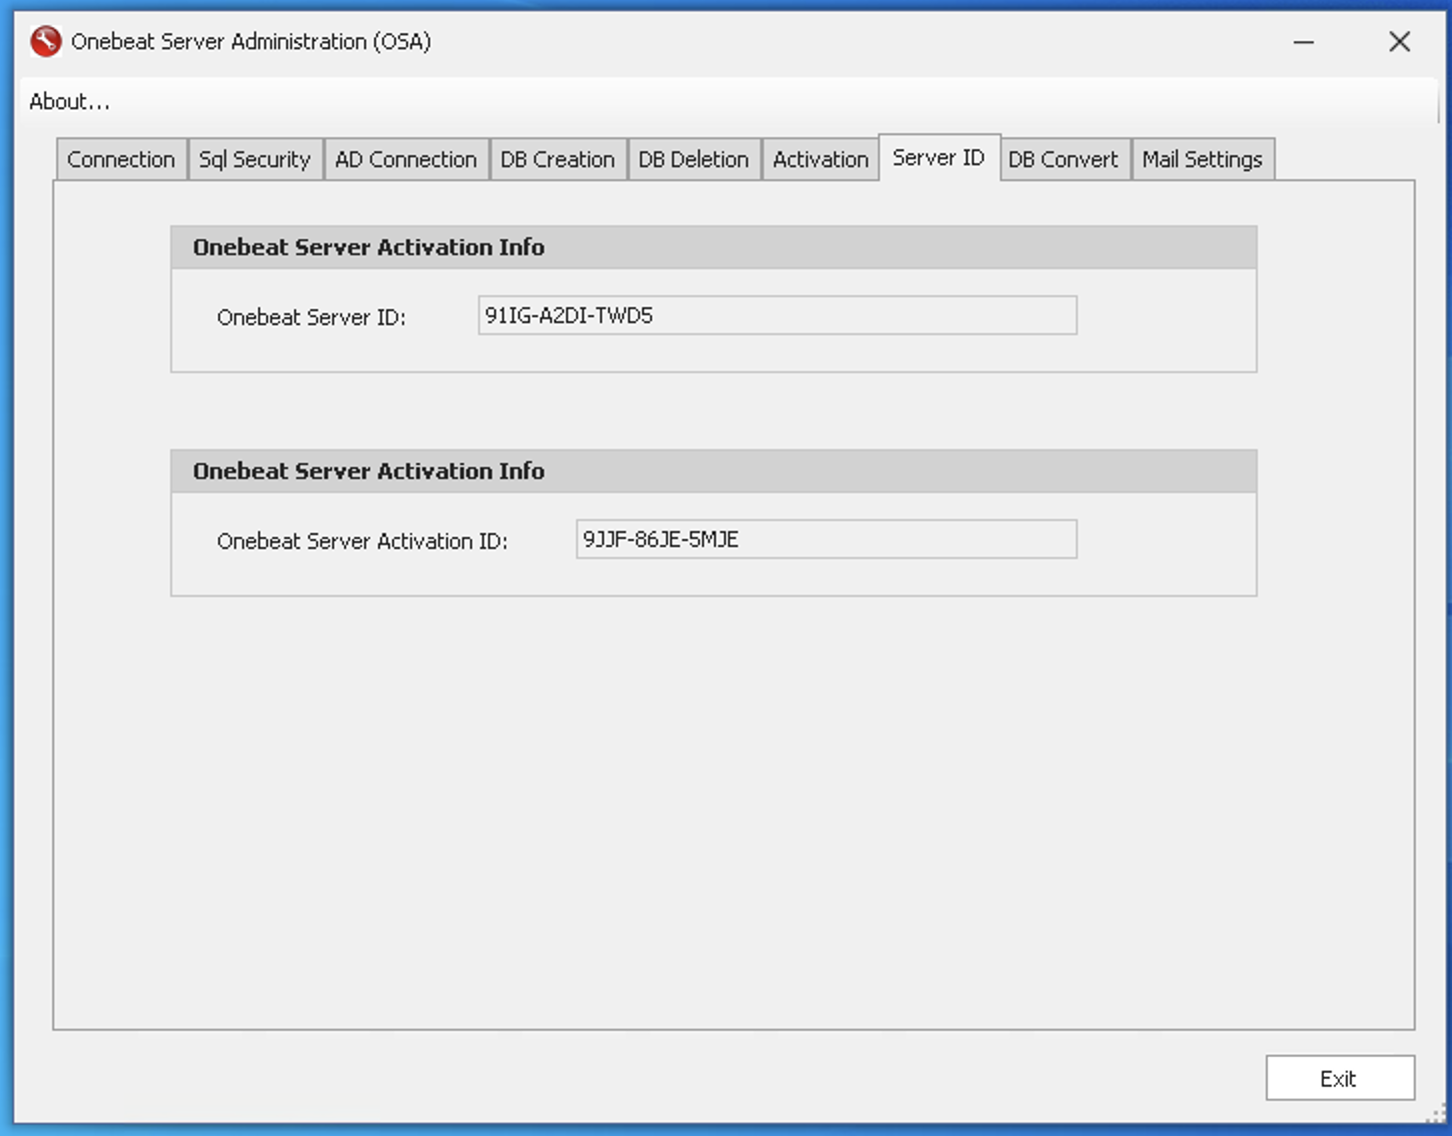 Onebeat Server Administration (OSA)
About...
Connection Sql Security AD Connection DB Creation DB Deletion Activation Server ID DB Convert Mail Settings
Onebeat Server Activation Info
Onebeat Server ID: 91IG-A2DI-TWD5
Onebeat Server Activation Info
Onebeat Server Activation ID: 9JJF-86JE-5MJE
Exit